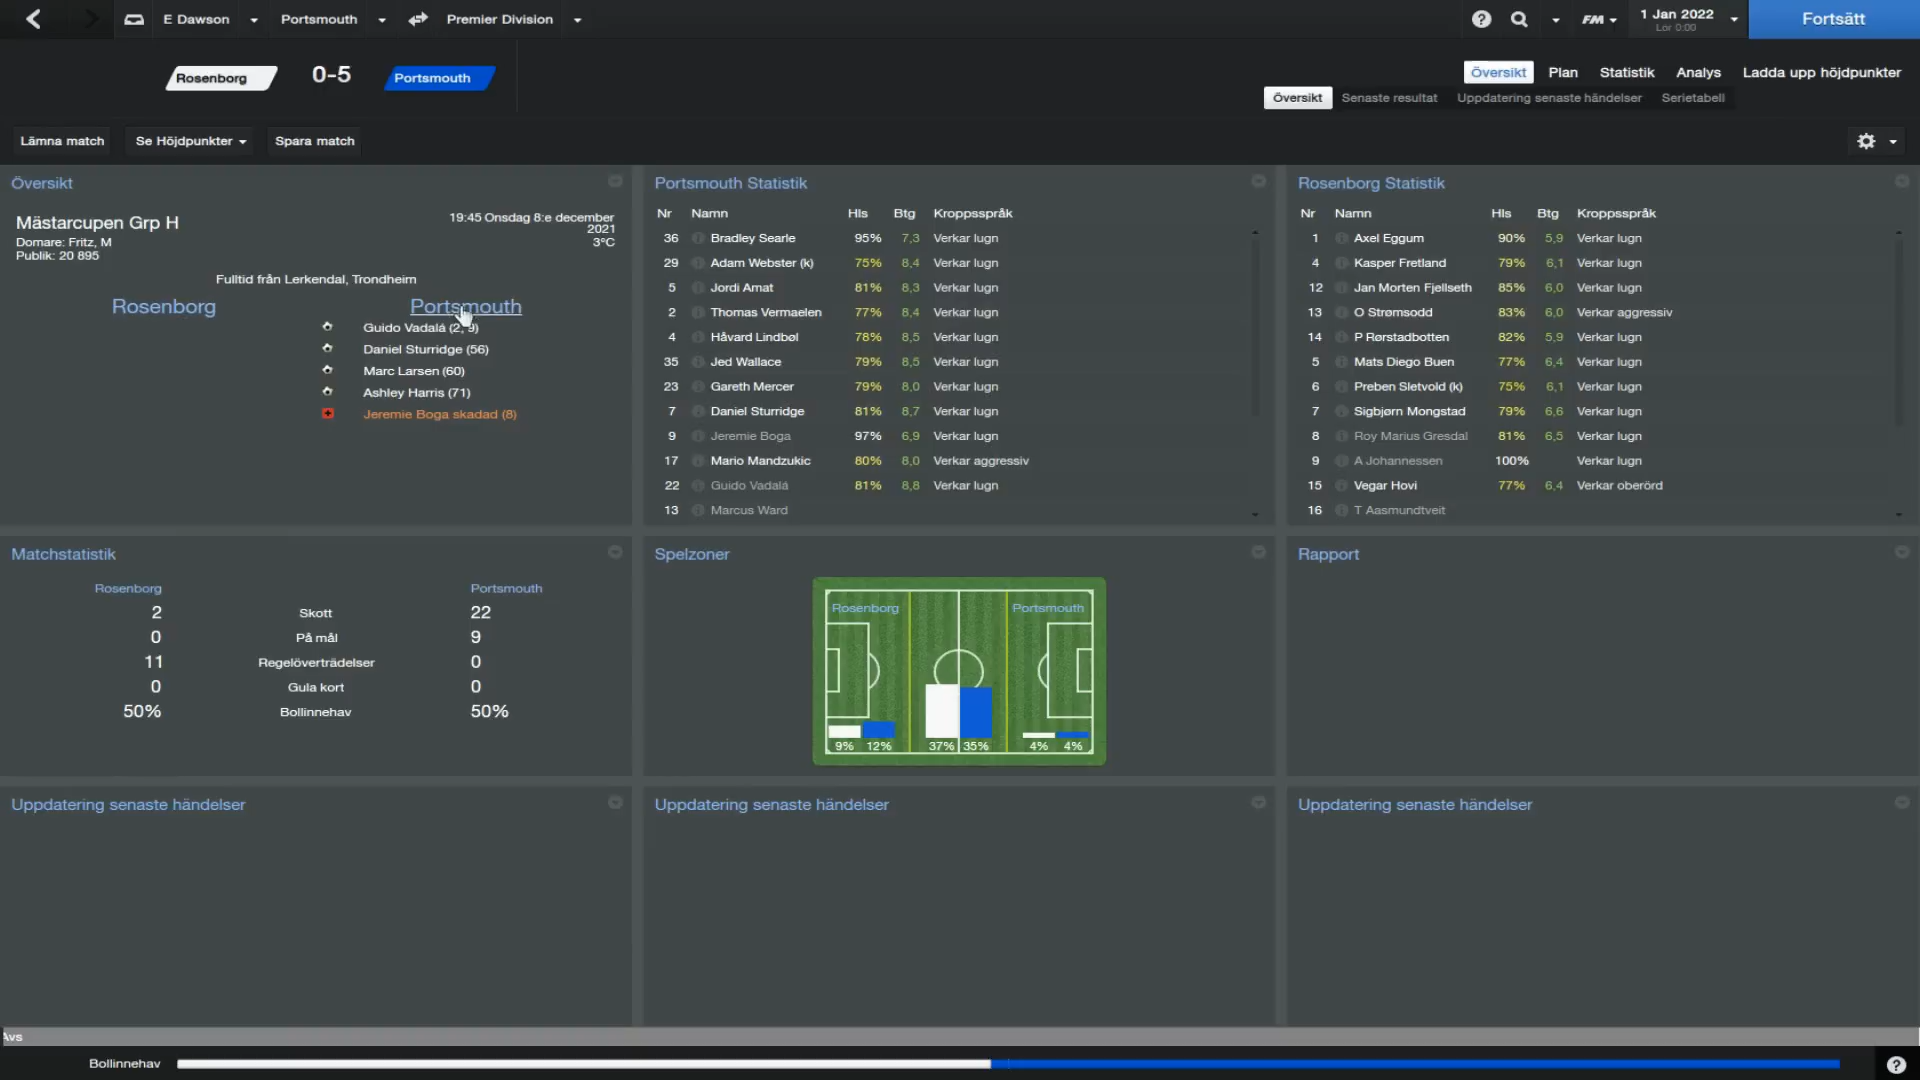 E Dawson Portsmouth Premier Division FM 1 Jan 2022 Fortsätt
Lör 0:00
Rosenborg 0-5 Portsmouth
Översikt Plan Statistik Analys Ladda upp höjdpunkter
Översikt Senaste resultat Uppdatering senaste händelser Serietabell
Lämna match Se Höjdpunkter Spara match
Översikt
Mästarcupen Grp H
Domare: Fritz, M
Publik: 20 895
19:45 Onsdag 8:e december
2021
3°C
Fulltid från Lerkendal, Trondheim
Rosenborg Portsmouth
Guido Vadalá (2, 9)
Daniel Sturridge (56)
Marc Larsen (60)
Ashley Harris (71)
Jeremie Boga skadad (8)
Portsmouth Statistik
Nr Namn Hls Btg Kroppsspråk
36 Bradley Searle 95% 7,3 Verkar lugn
29 Adam Webster (k) 75% 8,4 Verkar lugn
5 Jordi Amat 81% 8,3 Verkar lugn
2 Thomas Vermaelen 77% 8,4 Verkar lugn
4 Håvard Lindbøl 78% 8,5 Verkar lugn
35 Jed Wallace 79% 8,5 Verkar lugn
23 Gareth Mercer 79% 8,0 Verkar lugn
7 Daniel Sturridge 81% 8,7 Verkar lugn
9 Jeremie Boga 97% 6,9 Verkar lugn
17 Mario Mandzukic 80% 8,0 Verkar aggressiv
22 Guido Vadalá 81% 8,8 Verkar lugn
13 Marcus Ward
Rosenborg Statistik
Nr Namn Hls Btg Kroppsspråk
1 Axel Eggum 90% 5,9 Verkar lugn
4 Kasper Fretland 79% 6,1 Verkar lugn
12 Jan Morten Fjellseth 85% 6,0 Verkar lugn
13 O Strømsodd 83% 6,0 Verkar aggressiv
14 P Rørstadbotten 82% 5,9 Verkar lugn
5 Mats Diego Buen 77% 6,4 Verkar lugn
6 Preben Sletvold (k) 75% 6,1 Verkar lugn
7 Sigbjørn Mongstad 79% 6,6 Verkar lugn
8 Roy Marius Gresdal 81% 6,5 Verkar lugn
9 A Johannessen 100% Verkar lugn
15 Vegar Hovi 77% 6,4 Verkar oberörd
16 T Aasmundtveit
Matchstatistik
Rosenborg Portsmouth
2 Skott 22
0 På mål 9
11 Regelöverträdelser 0
0 Gula kort 0
50% Bollinnehav 50%
Spelzoner
Rosenborg Portsmouth
9% 12% 37% 35% 4% 4%
Rapport
Uppdatering senaste händelser
Uppdatering senaste händelser
Uppdatering senaste händelser
Avs
Bollinnehav